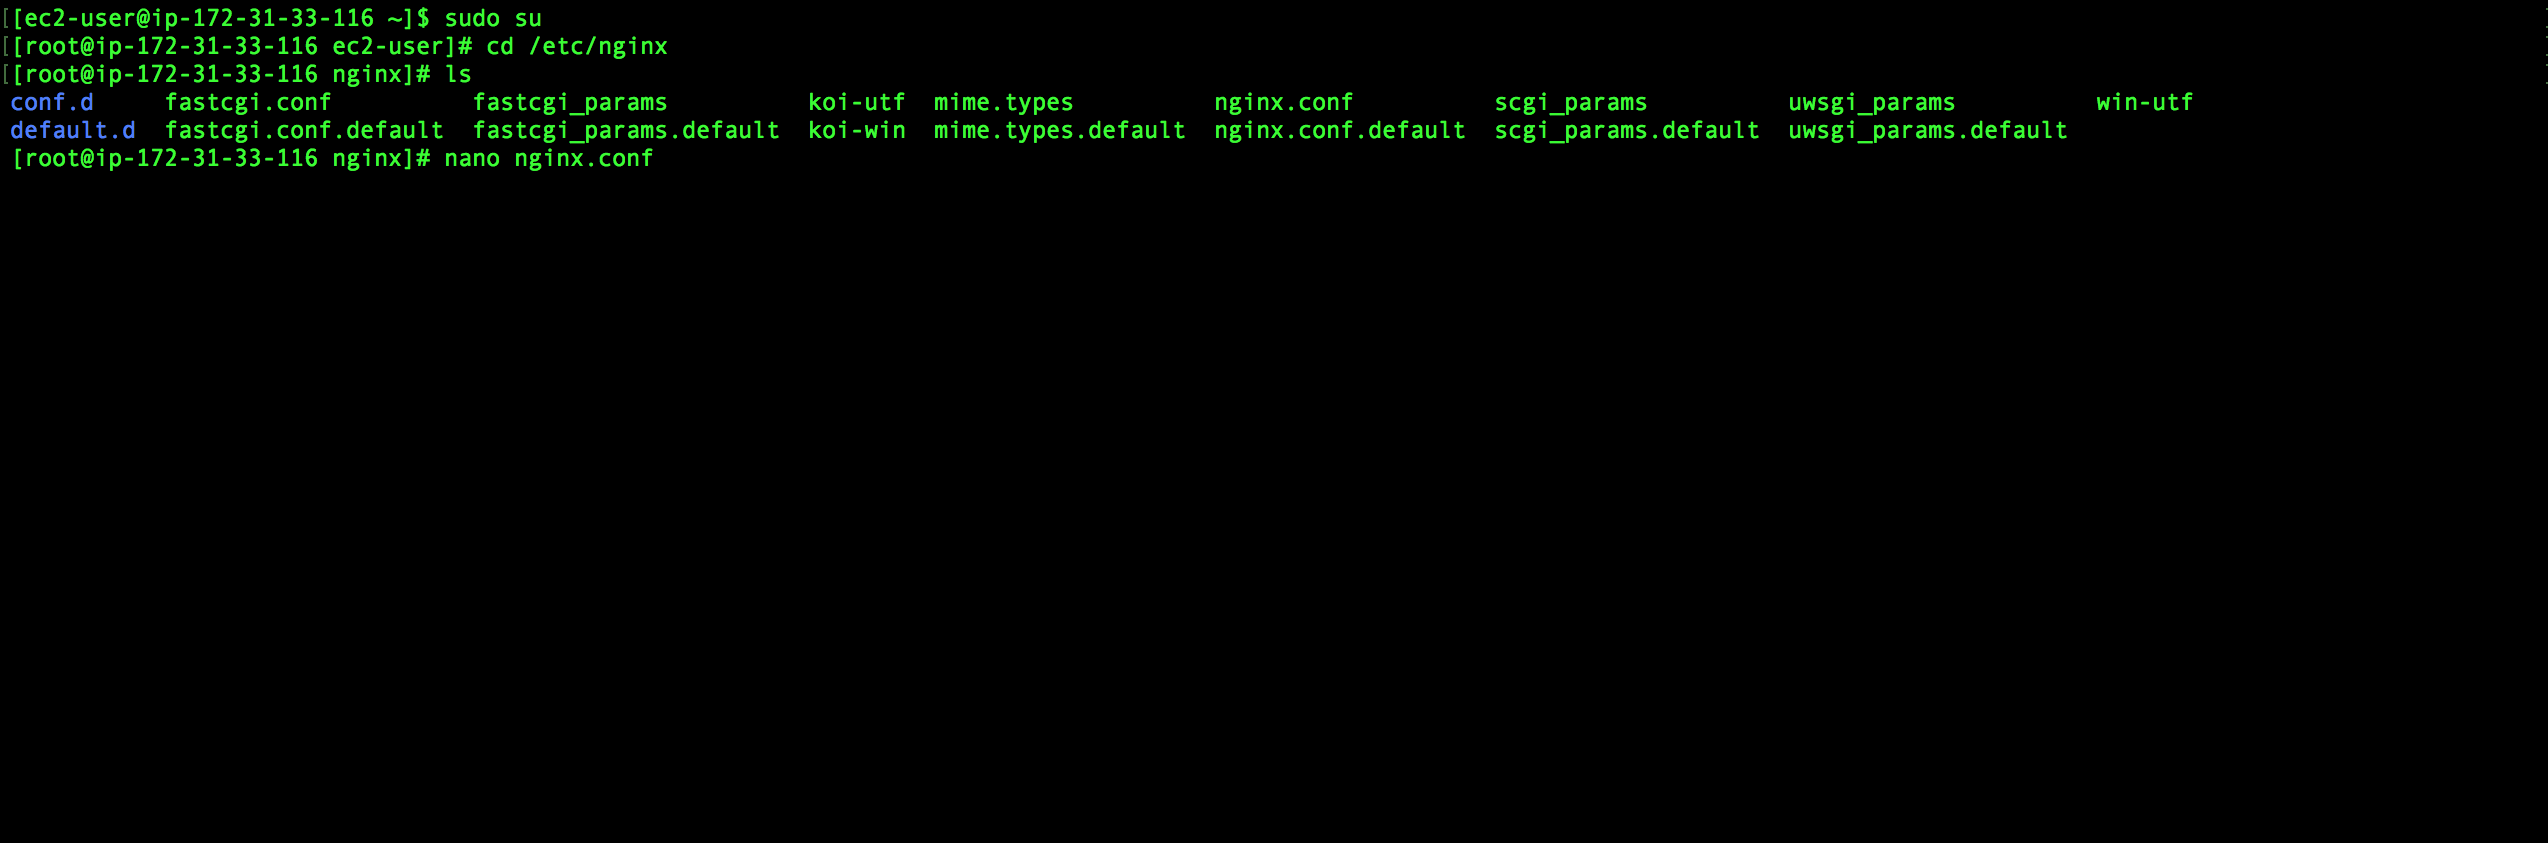 [[ec2-user@ip-172-31-33-116 ~]$ sudo su
[[root@ip-172-31-33-116 ec2-user]# cd /etc/nginx
[[root@ip-172-31-33-116 nginx]# ls
conf.d     fastcgi.conf          fastcgi_params          koi-utf  mime.types          nginx.conf          scgi_params          uwsgi_params          win-utf
default.d  fastcgi.conf.default  fastcgi_params.default  koi-win  mime.types.default  nginx.conf.default  scgi_params.default  uwsgi_params.default
[root@ip-172-31-33-116 nginx]# nano nginx.conf